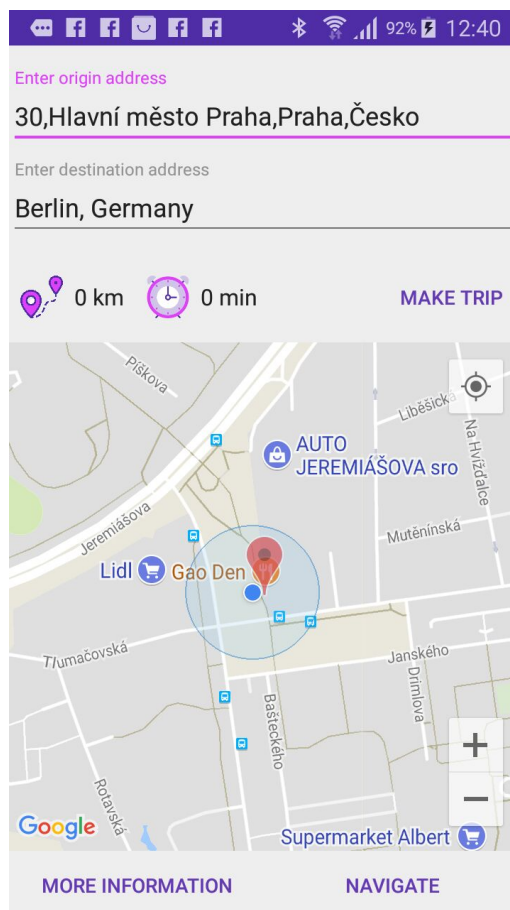 92% 12:40
Enter origin address
30,Hlavní město Praha,Praha,Česko
Enter destination address
Berlin, Germany
0 km 0 min MAKE TRIP
Píškova
Liběšická
Na Hvížďalce
AUTO
JEREMIÁŠOVA sro
Jeremiášova
Mutěnínská
Lidl Gao Den
Tlumačovská
Janského
Drimlova
Bašteckého
Rotavská
Google
Supermarket Albert
MORE INFORMATION NAVIGATE